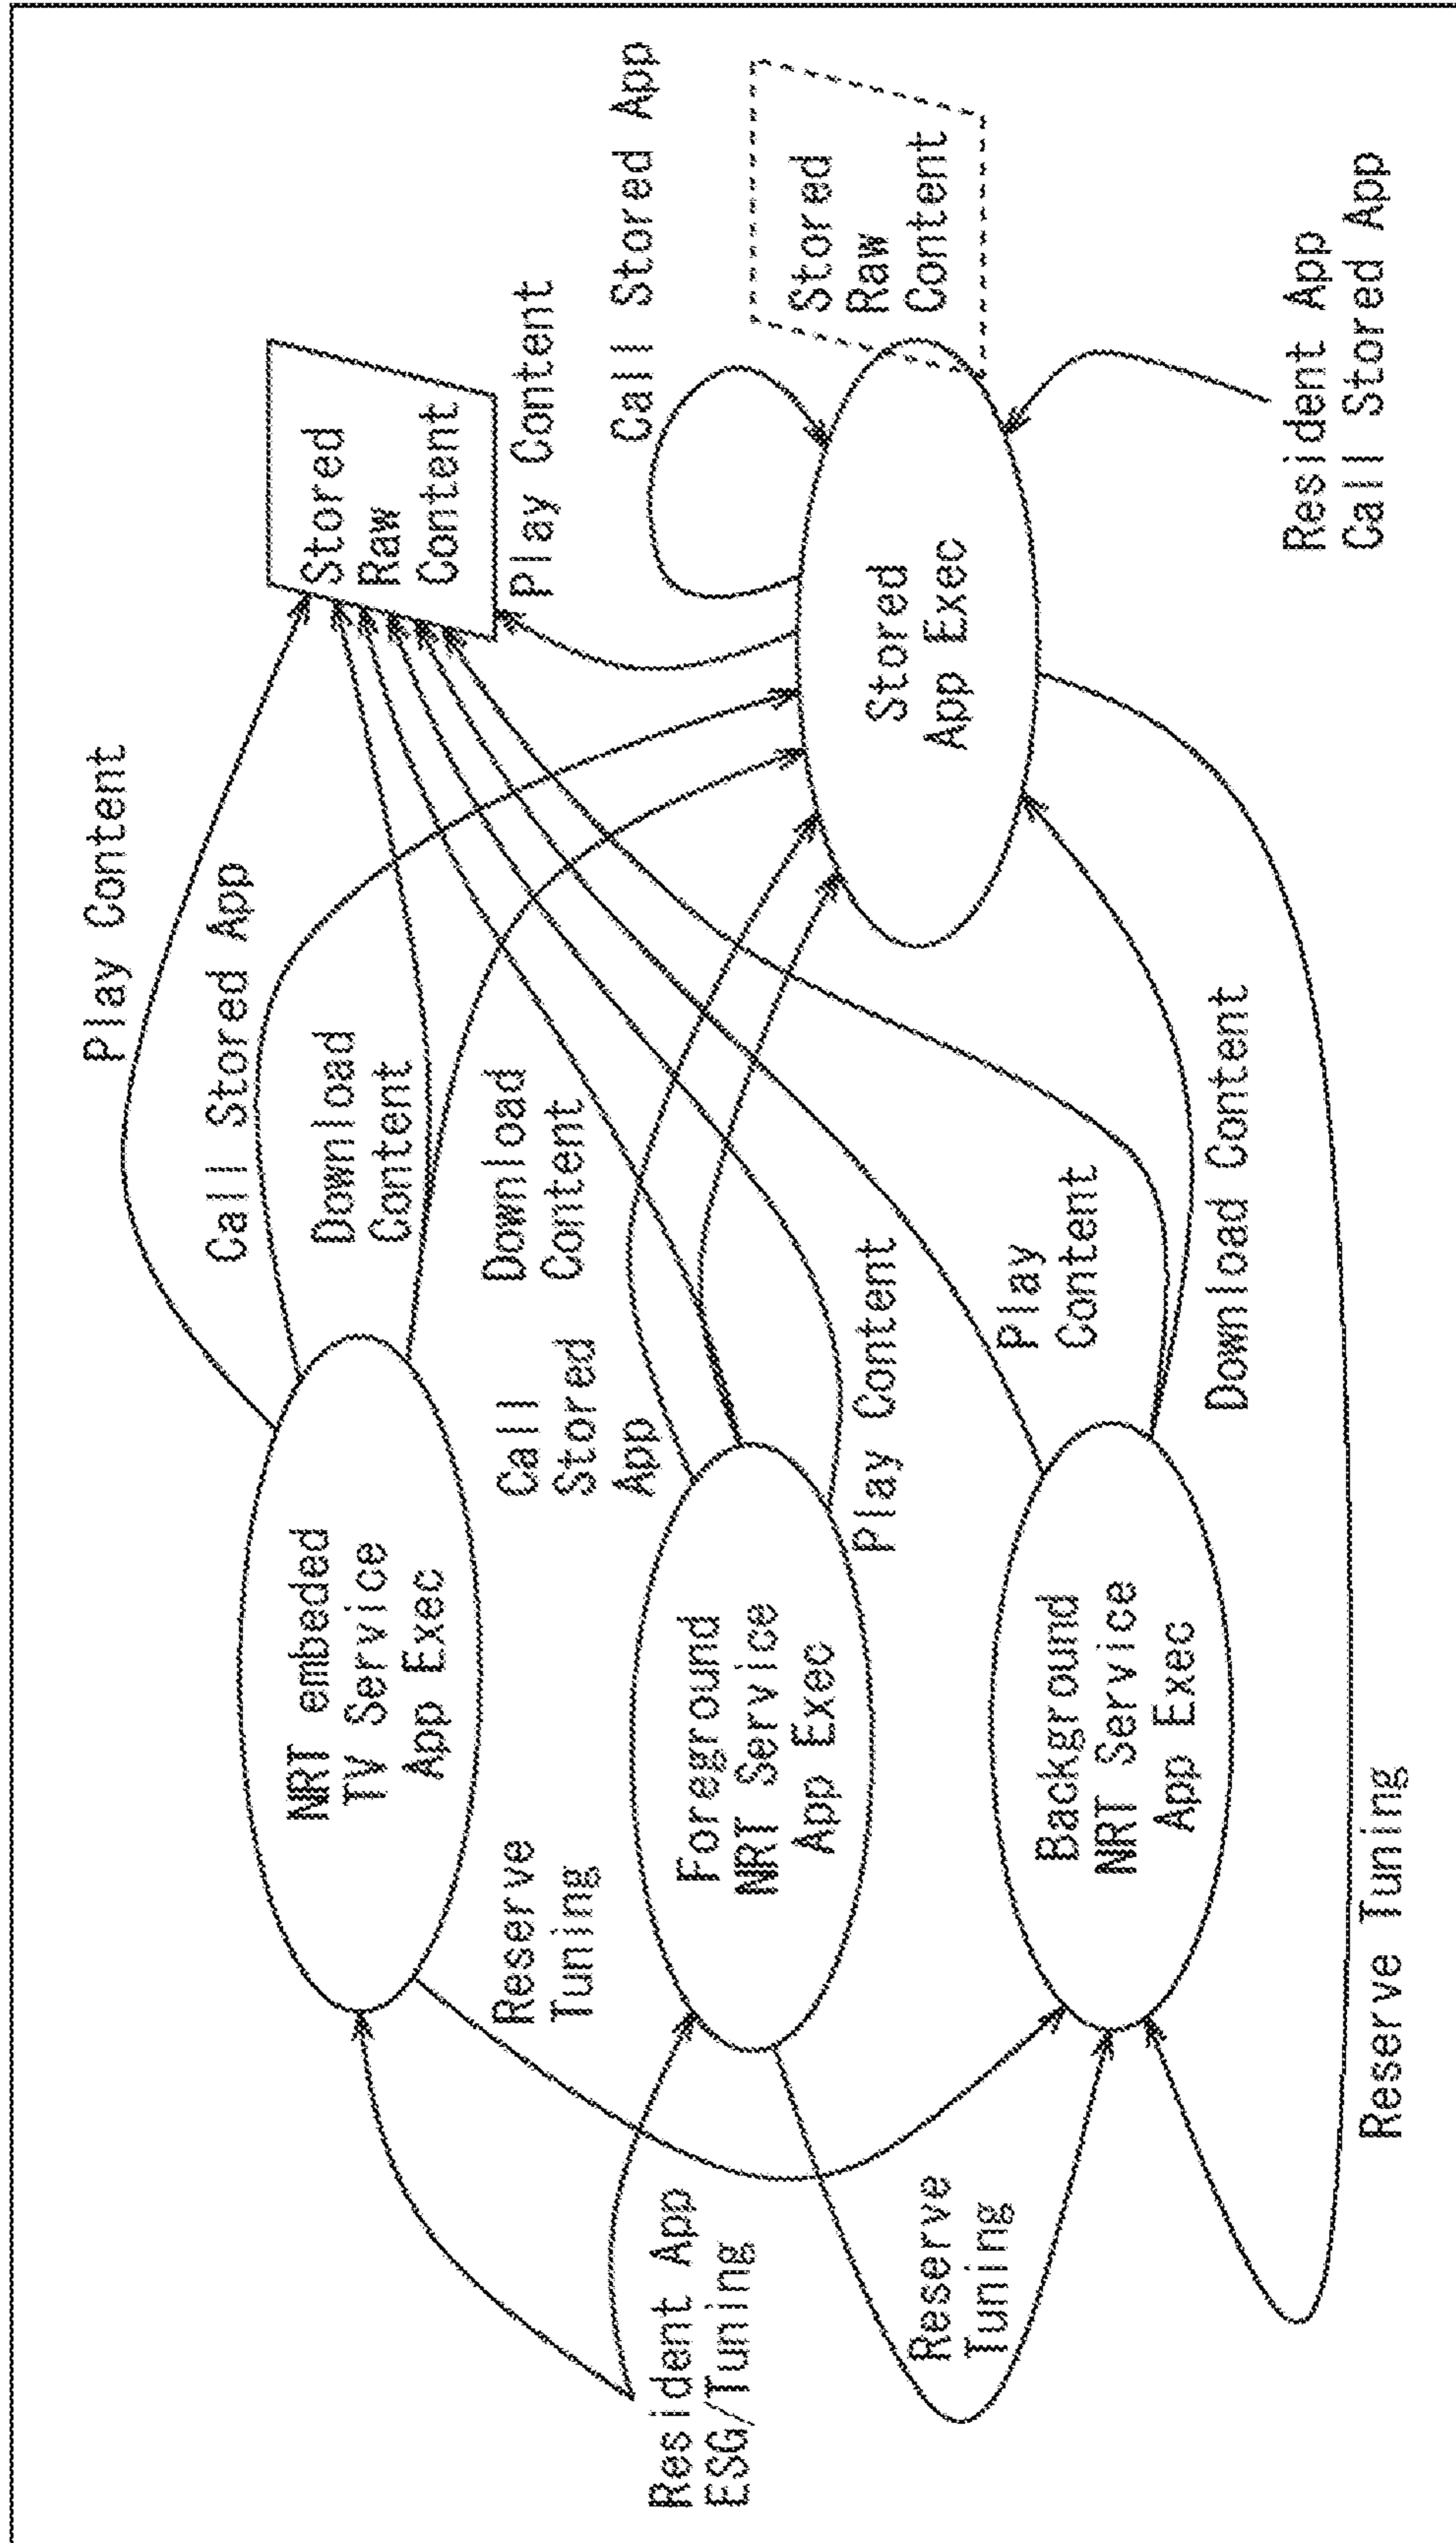 Play Content
Call Stored App
Download
Content
Stored
Raw
Content
Play Content
NRT embeded
TV Service
App Exec
Reserve
Tuning
Call
Stored
App
Download
Content
Call Stored App
Resident App
ESG/Tuning
Foreground
NRT Service
App Exec
Play Content
Stored
App Exec
Stored
Raw
Content
Reserve
Tuning
Background
NRT Service
App Exec
Play
Content
Download Content
Resident App
Call Stored App
Reserve Tuning